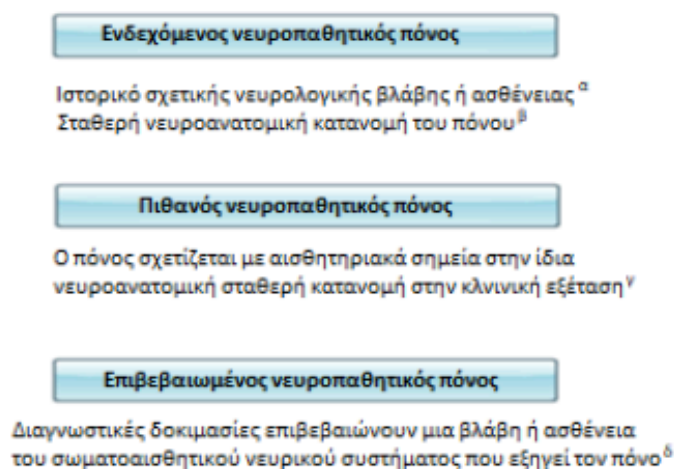 Ενδεχόμενος νευροπαθητικός πόνος
Ιστορικό σχετικής νευρολογικής βλάβης ή ασθένειας α
Σταθερή νευροανατομική κατανομή του πόνου β
Πιθανός νευροπαθητικός πόνος
Ο πόνος σχετίζεται με αισθητηριακά σημεία στην ίδια
νευροανατομική σταθερή κατανομή στην κλνινική εξέταση γ
Επιβεβαιωμένος νευροπαθητικός πόνος
Διαγνωστικές δοκιμασίες επιβεβαιώνουν μια βλάβη ή ασθένεια
του σωματοαισθητικού νευρικού συστήματος που εξηγεί τον πόνο δ